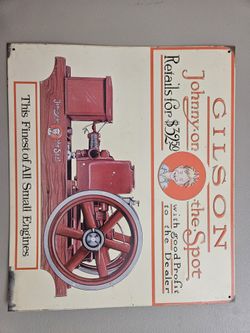 GILSON
Johnny-on the-Spot
Retails for $39.50 with good Profit
to the Dealer
This Finest of All Small Engines